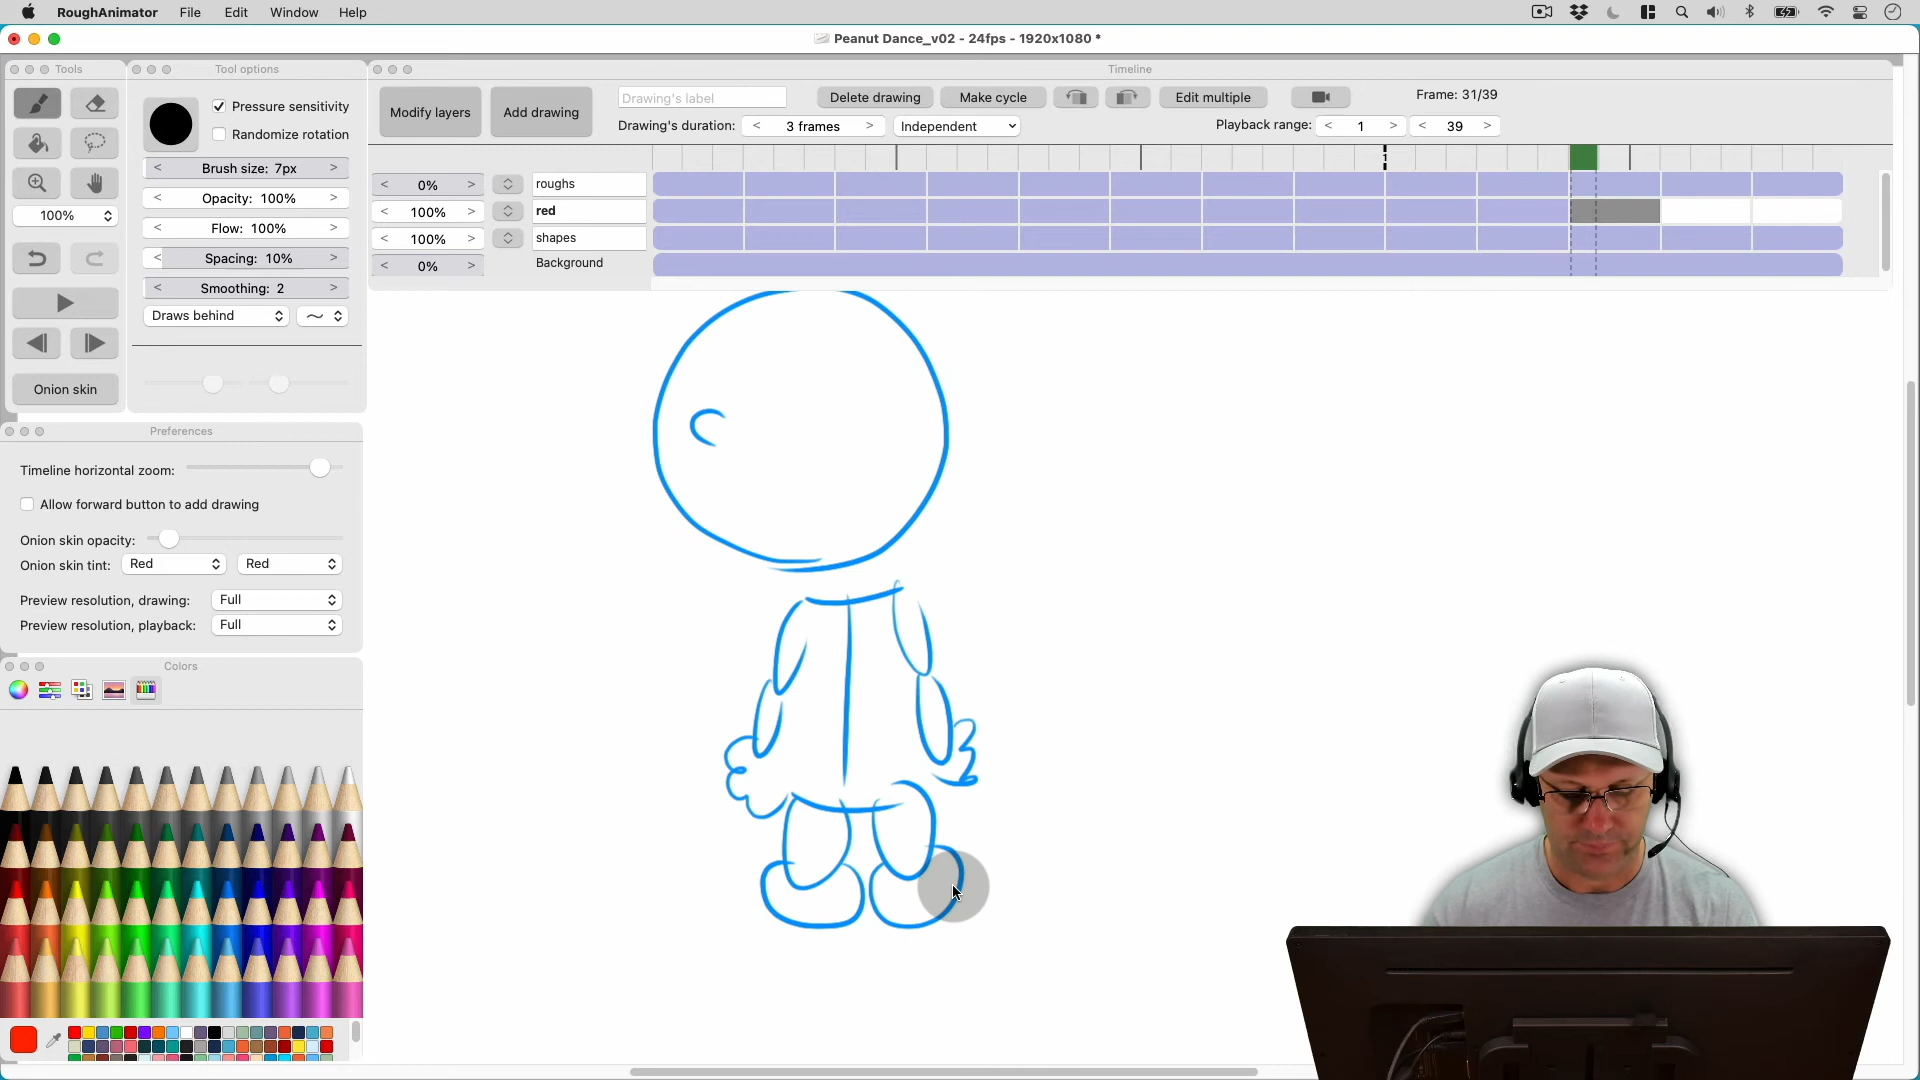 RoughAnimator File Edit Window Help
Peanut Dance_v02 - 24fps - 1920x1080 *
Tools
Tool options
Timeline
Modify layers
Add drawing
Drawing's label
Delete drawing
Make cycle
Edit multiple
Frame: 31/39
Drawing's duration: < 3 frames > Independent
Playback range: < 1 > < 39 >
Pressure sensitivity
Randomize rotation
< Brush size: 7px >
< Opacity: 100% >
< Flow: 100% >
< Spacing: 10% >
< Smoothing: 2 >
Draws behind
100%
Onion skin
1
< 0% > roughs
< 100% > red
< 100% > shapes
< 0% > Background
Preferences
Timeline horizontal zoom:
Allow forward button to add drawing
Onion skin opacity:
Onion skin tint: Red Red
Preview resolution, drawing: Full
Preview resolution, playback: Full
Colors